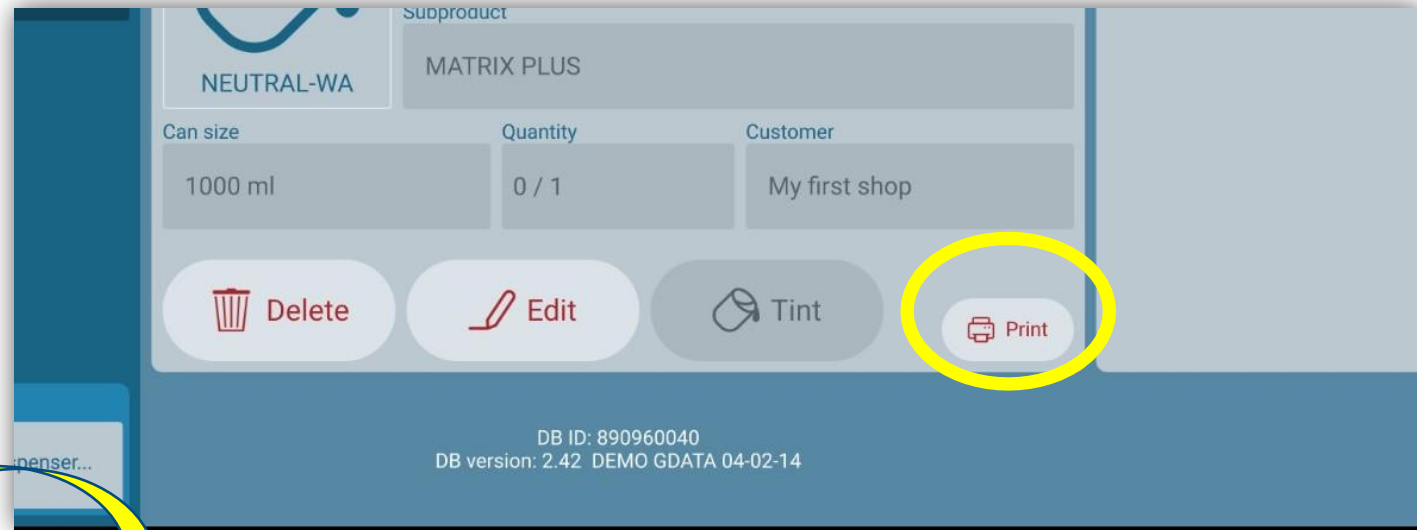 Subproduct
NEUTRAL-WA
MATRIX PLUS
Can size
Quantity
Customer
1000 ml
0 / 1
My first shop
Delete
Edit
Tint
Print
DB ID: 890960040
DB version: 2.42 DEMO GDATA 04-02-14